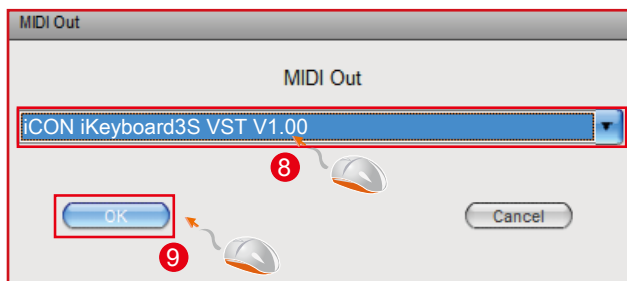 MIDI Out
MIDI Out
iCON iKeyboard3S VST V1.00
8
OK
Cancel
9